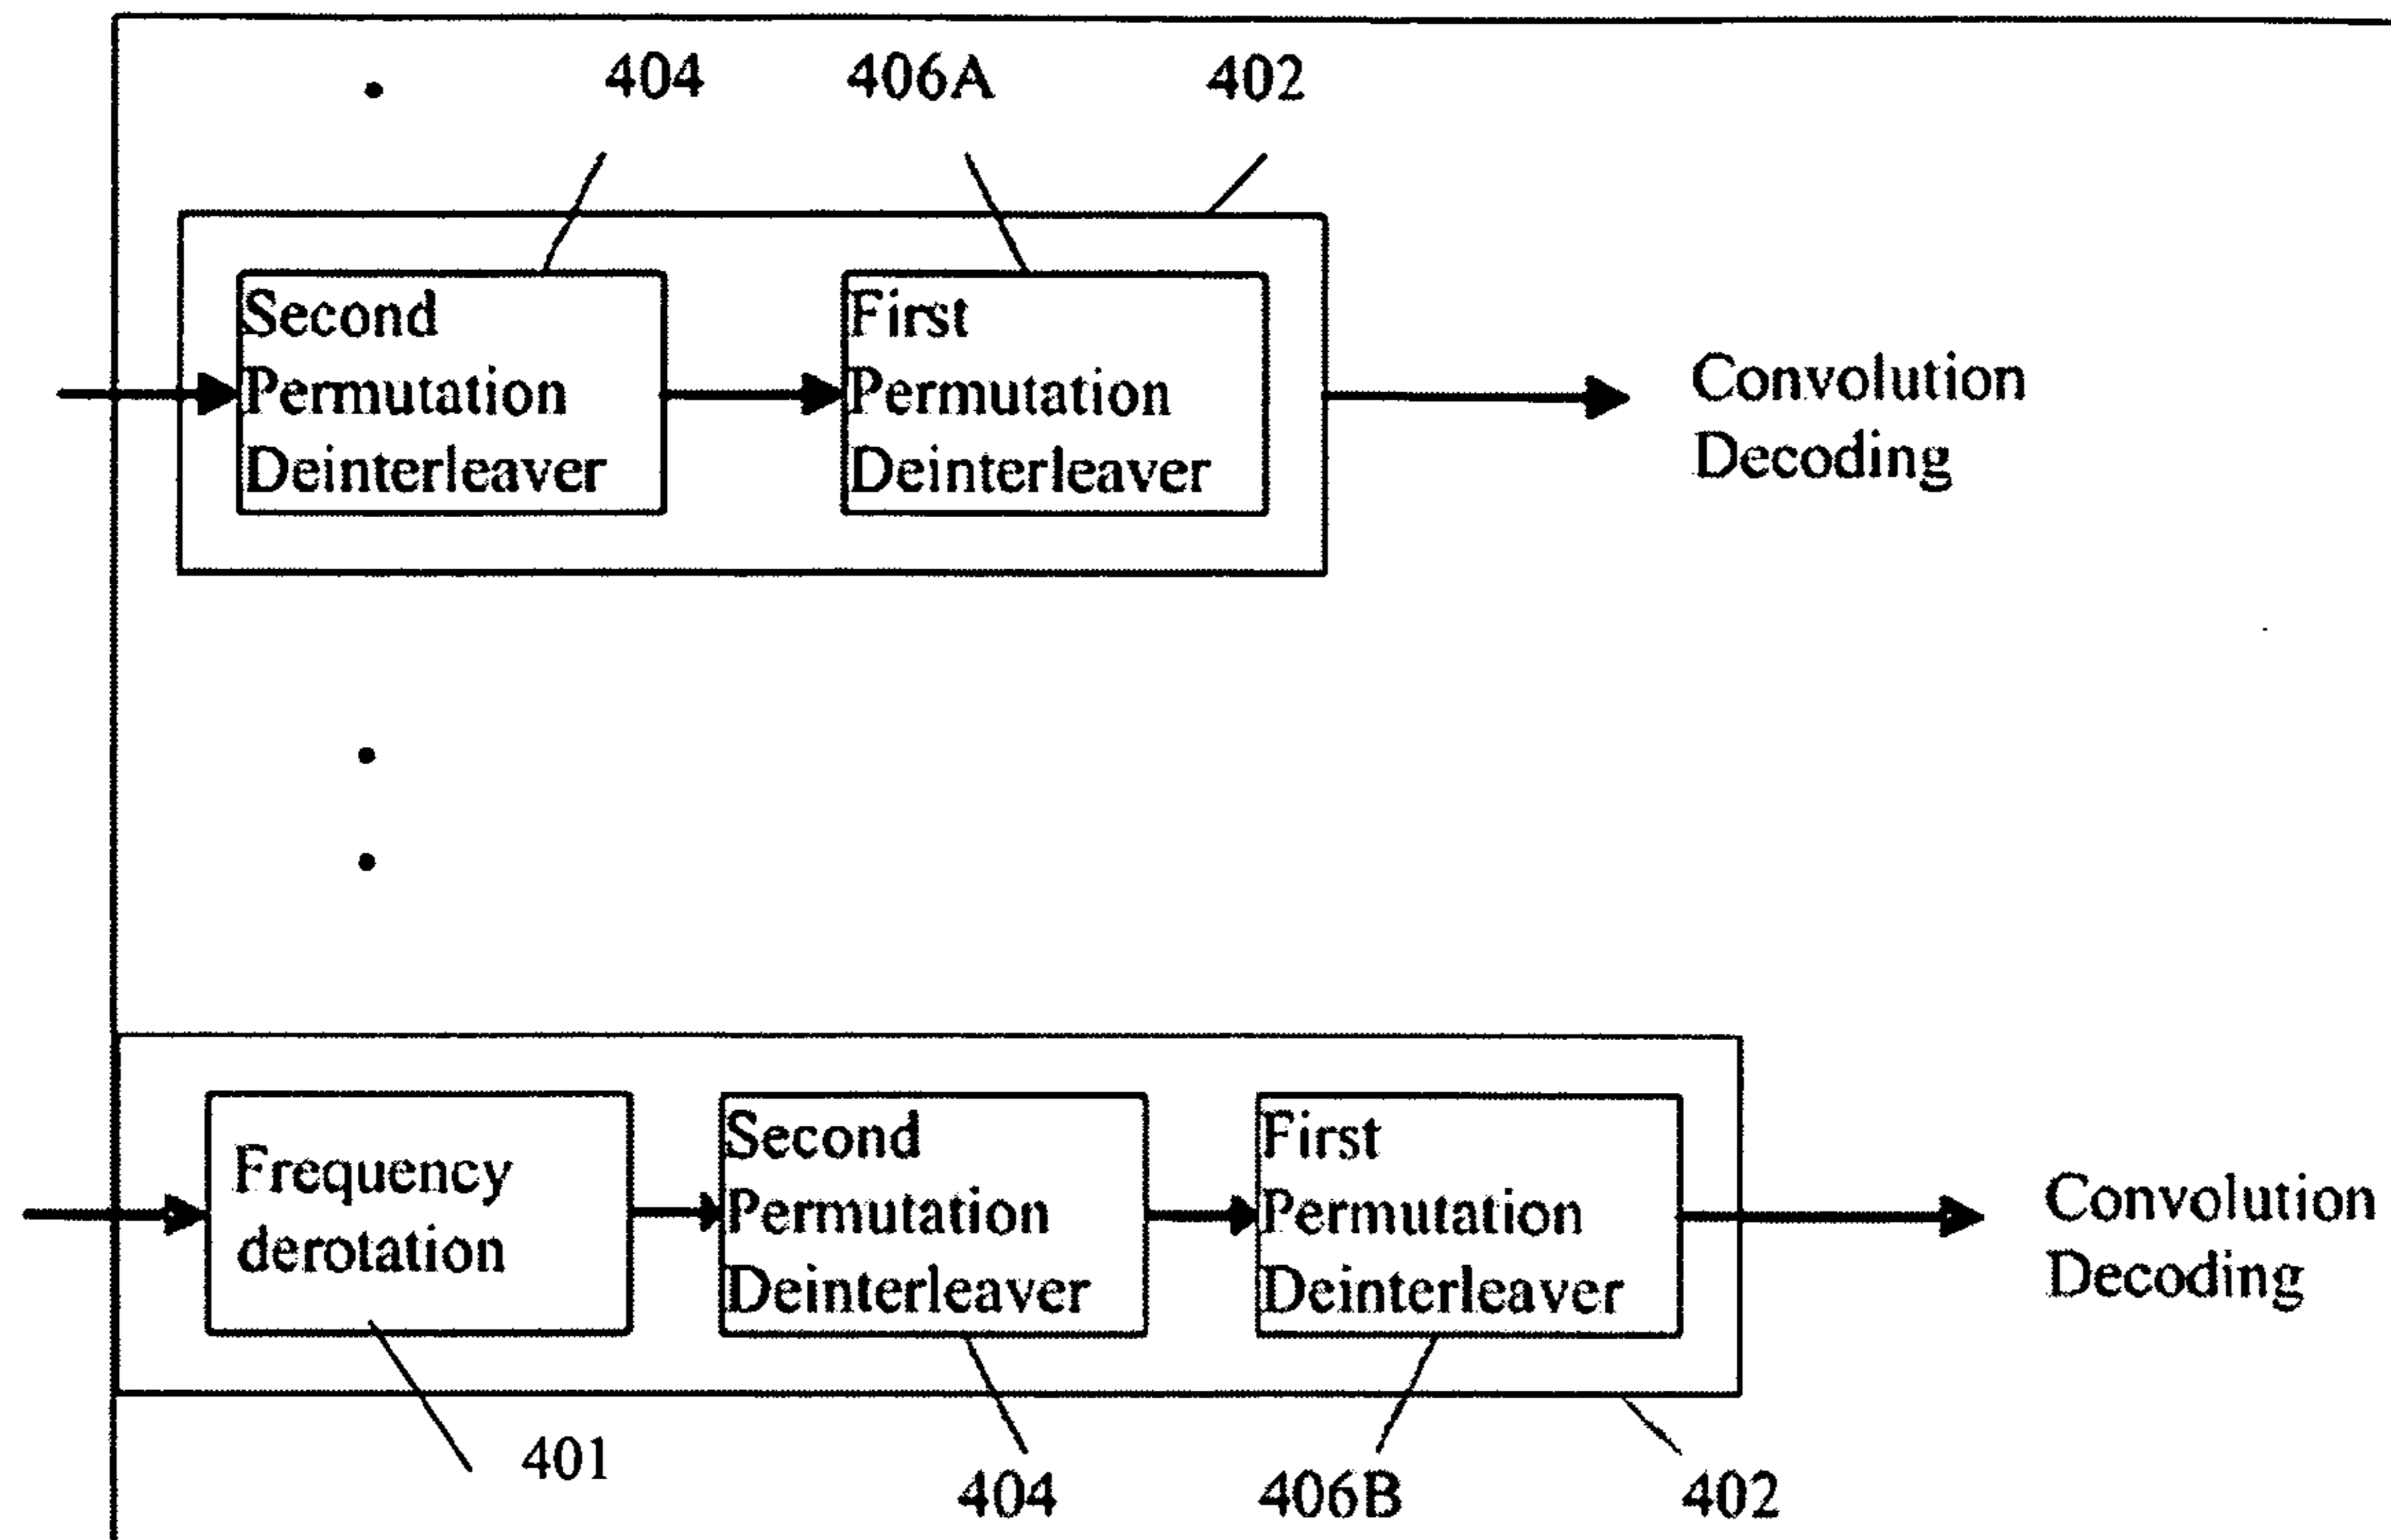 404 406A 402
Second
Permutation
Deinterleaver
First
Permutation
Deinterleaver
Convolution
Decoding
Frequency
derotation
Second
Permutation
Deinterleaver
First
Permutation
Deinterleaver
Convolution
Decoding
401
404 406B 402